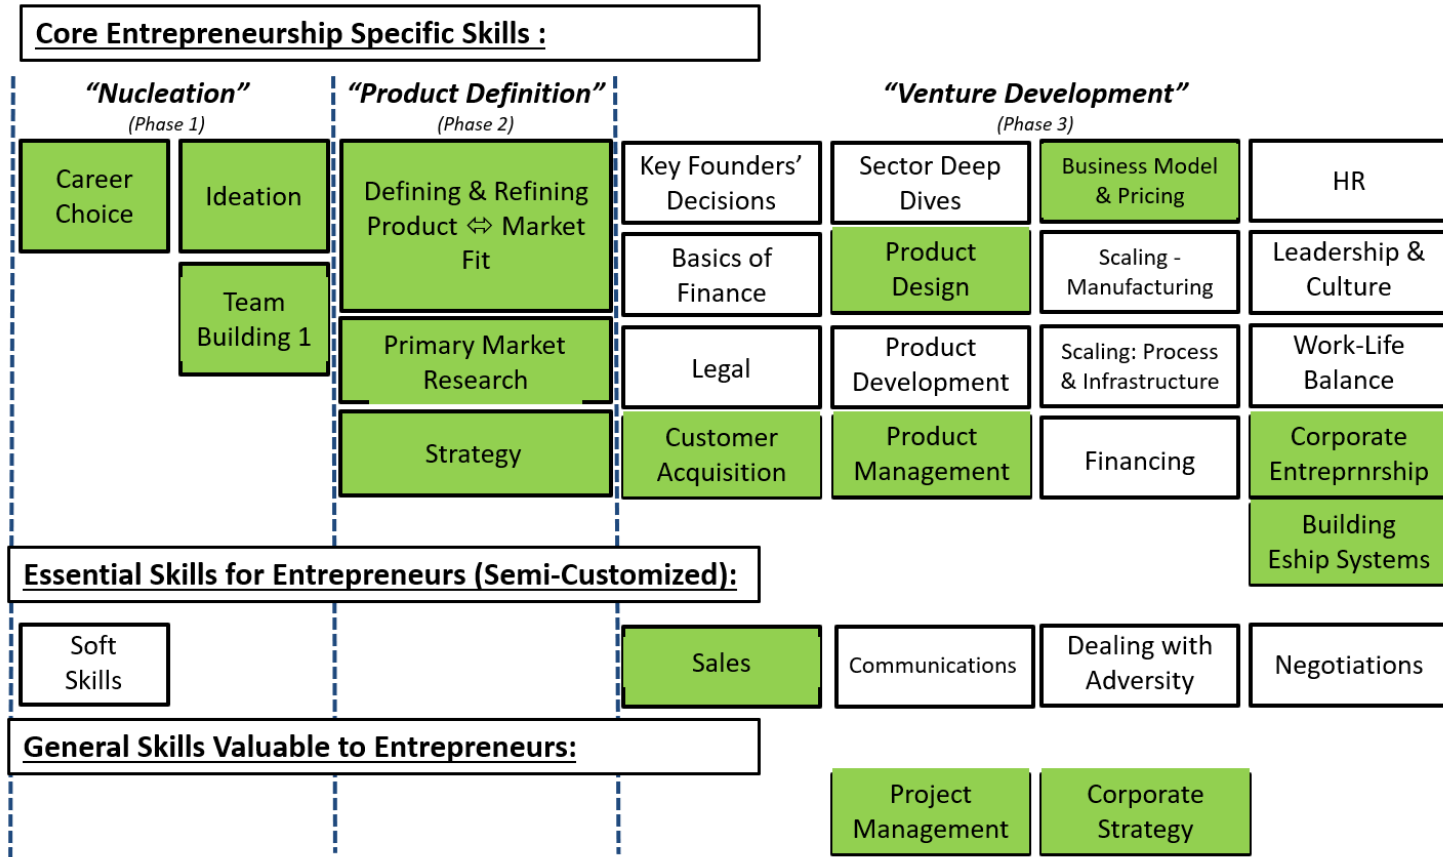 Core Entrepreneurship Specific Skills :
“Nucleation”
(Phase 1)
“Product Definition”
(Phase 2)
“Venture Development”
(Phase 3)
Career
Choice
Ideation
Team
Building 1
Defining & Refining
Product ⬄ Market
Fit
Primary Market
Research
Strategy
Key Founders’
Decisions
Sector Deep
Dives
Business Model
& Pricing
HR
Basics of
Finance
Product
Design
Scaling -
Manufacturing
Leadership &
Culture
Legal
Product
Development
Scaling: Process
& Infrastructure
Work-Life
Balance
Customer
Acquisition
Product
Management
Financing
Corporate
Entreprnrship
Building
Eship Systems
Essential Skills for Entrepreneurs (Semi-Customized):
Soft
Skills
Sales
Communications
Dealing with
Adversity
Negotiations
General Skills Valuable to Entrepreneurs:
Project
Management
Corporate
Strategy